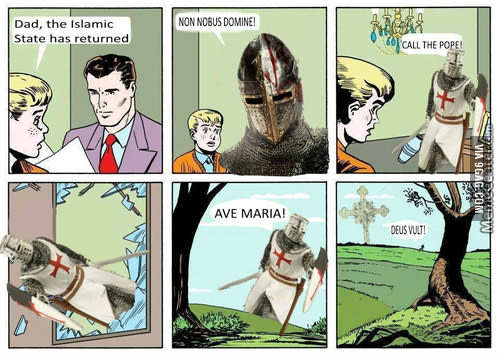 Dad, the Islamic
State has returned
NON NOBUS DOMINE!
CALL THE POPE!
VIA 9GAG.COM
AVE MARIA!
DEUS VULT!